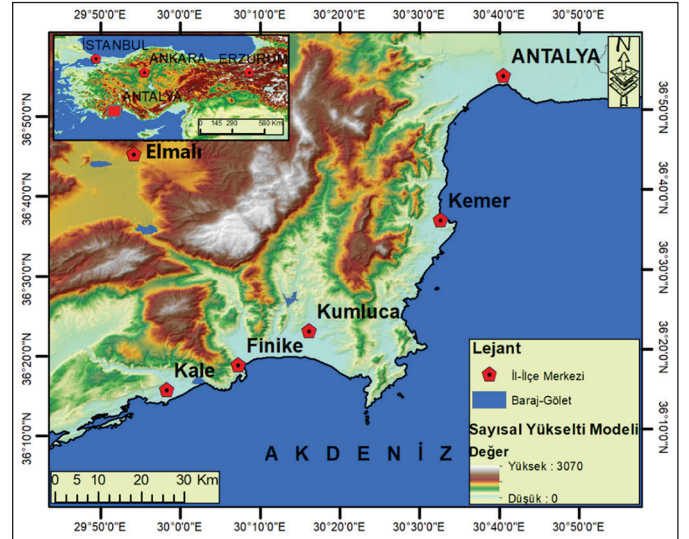 29°50'0"E 30°00'0"E 30°10'0"E 30°20'0"E 30°30'0"E 30°40'0"E 30°50'0"E
İSTANBUL
ANKARA ERZURUM
ANTALYA
0 145 290 580 Km
ANTALYA
N
36°50'0"N
36°40'0"N
36°30'0"N
36°20'0"N
36°10'0"N
36°50'0"N
36°40'0"N
36°30'0"N
36°20'0"N
36°10'0"N
Elmalı
Kemer
Kumluca
Finike
Kale
A K D E N İ Z
Lejant
İl-İlçe Merkezi
Baraj-Gölet
Sayısal Yükselti Modeli
Değer
Yüksek : 3070
Düşük : 0
0 5 10 20 30 Km
29°50'0"E 30°00'0"E 30°10'0"E 30°20'0"E 30°30'0"E 30°40'0"E 30°50'0"E